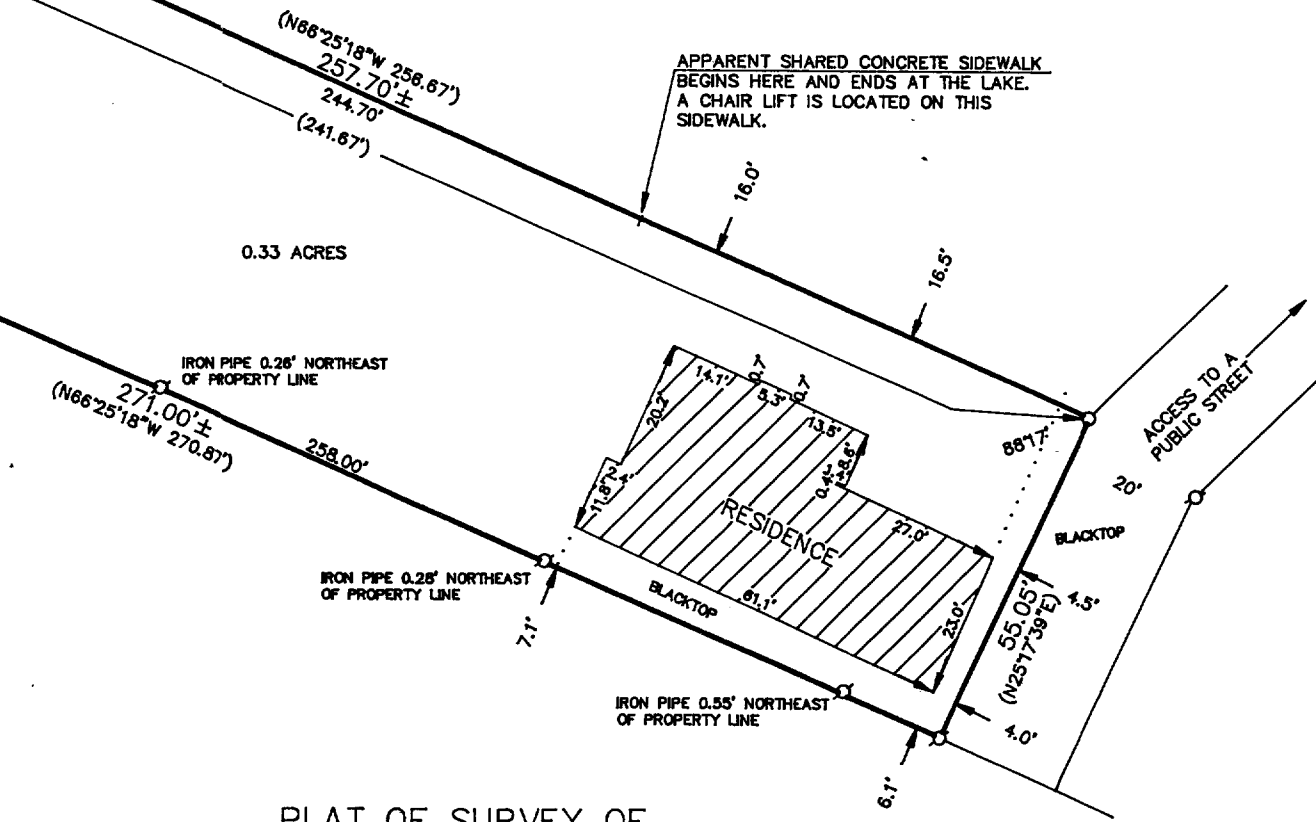 (N66°25'18"W 256.67')
257.70'±
244.70'
(241.67')
APPARENT SHARED CONCRETE SIDEWALK
BEGINS HERE AND ENDS AT THE LAKE.
A CHAIR LIFT IS LOCATED ON THIS
SIDEWALK.
16.0'
16.5'
0.33 ACRES
ACCESS TO A
PUBLIC STREET
20'
BLACKTOP
88°17'
IRON PIPE 0.26' NORTHEAST
OF PROPERTY LINE
271.00'±
(N66°25'18"W 270.87')
258.00'
14.1'
0.7'
5.3'
0.7'
13.5'
20.2'
8.6'
0.4'
2.4'
11.8'
RESIDENCE
27.0'
23.0'
61.1'
BLACKTOP
IRON PIPE 0.28' NORTHEAST
OF PROPERTY LINE
7.1'
4.5'
55.05'
(N25°17'39"E)
IRON PIPE 0.55' NORTHEAST
OF PROPERTY LINE
4.0'
6.1'
PLAT OF SURVEY OF